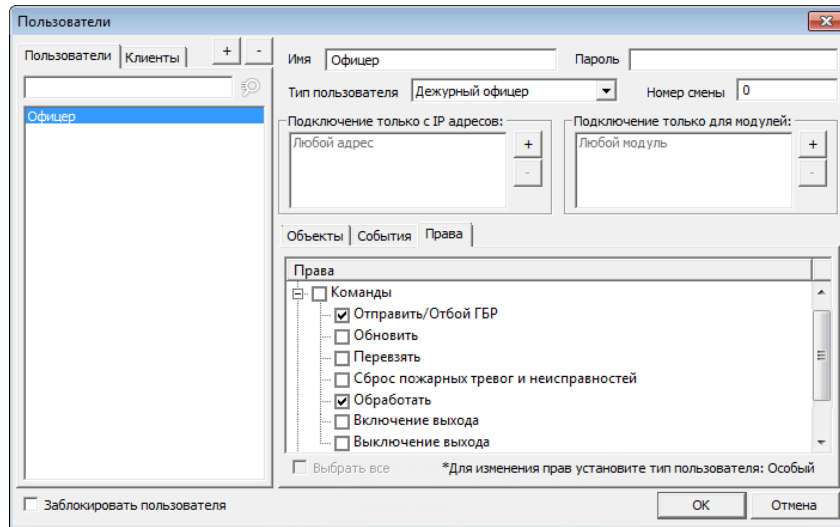 Пользователи
Пользователи Клиенты + -
Имя Офицер Пароль
Тип пользователя Дежурный офицер Номер смены 0
Офицер
Подключение только с IP адресов: Подключение только для модулей:
Любой адрес + Любой модуль +
- -
Объекты События Права
Права
Команды
Отправить/Отбой ГБР
Обновить
Перевзять
Сброс пожарных тревог и неисправностей
Обработать
Включение выхода
Выключение выхода
Выбрать все *Для изменения прав установите тип пользователя: Особый
Заблокировать пользователя OK Отмена